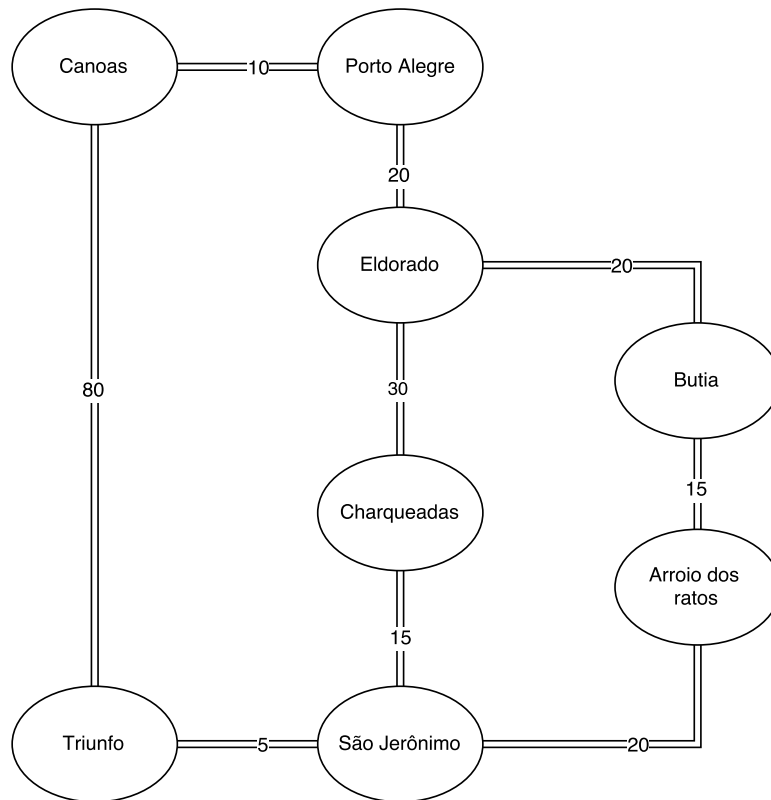 Canoas
10
Porto Alegre
20
Eldorado
20
Butia
80
30
15
Charqueadas
Arroio dos
ratos
15
Triunfo
5
São Jerônimo
20